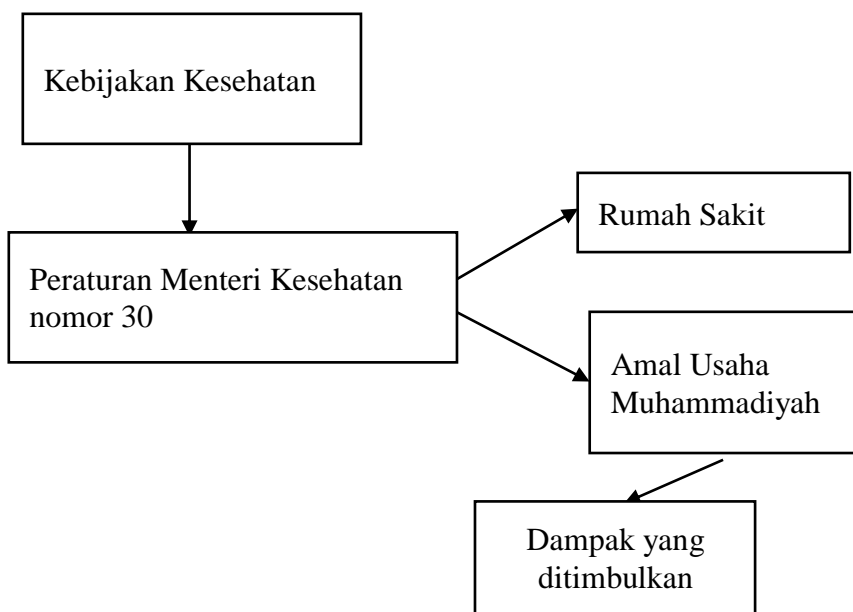 Kebijakan Kesehatan
Rumah Sakit
Peraturan Menteri Kesehatan
nomor 30
Amal Usaha
Muhammadiyah
Dampak yang
ditimbulkan